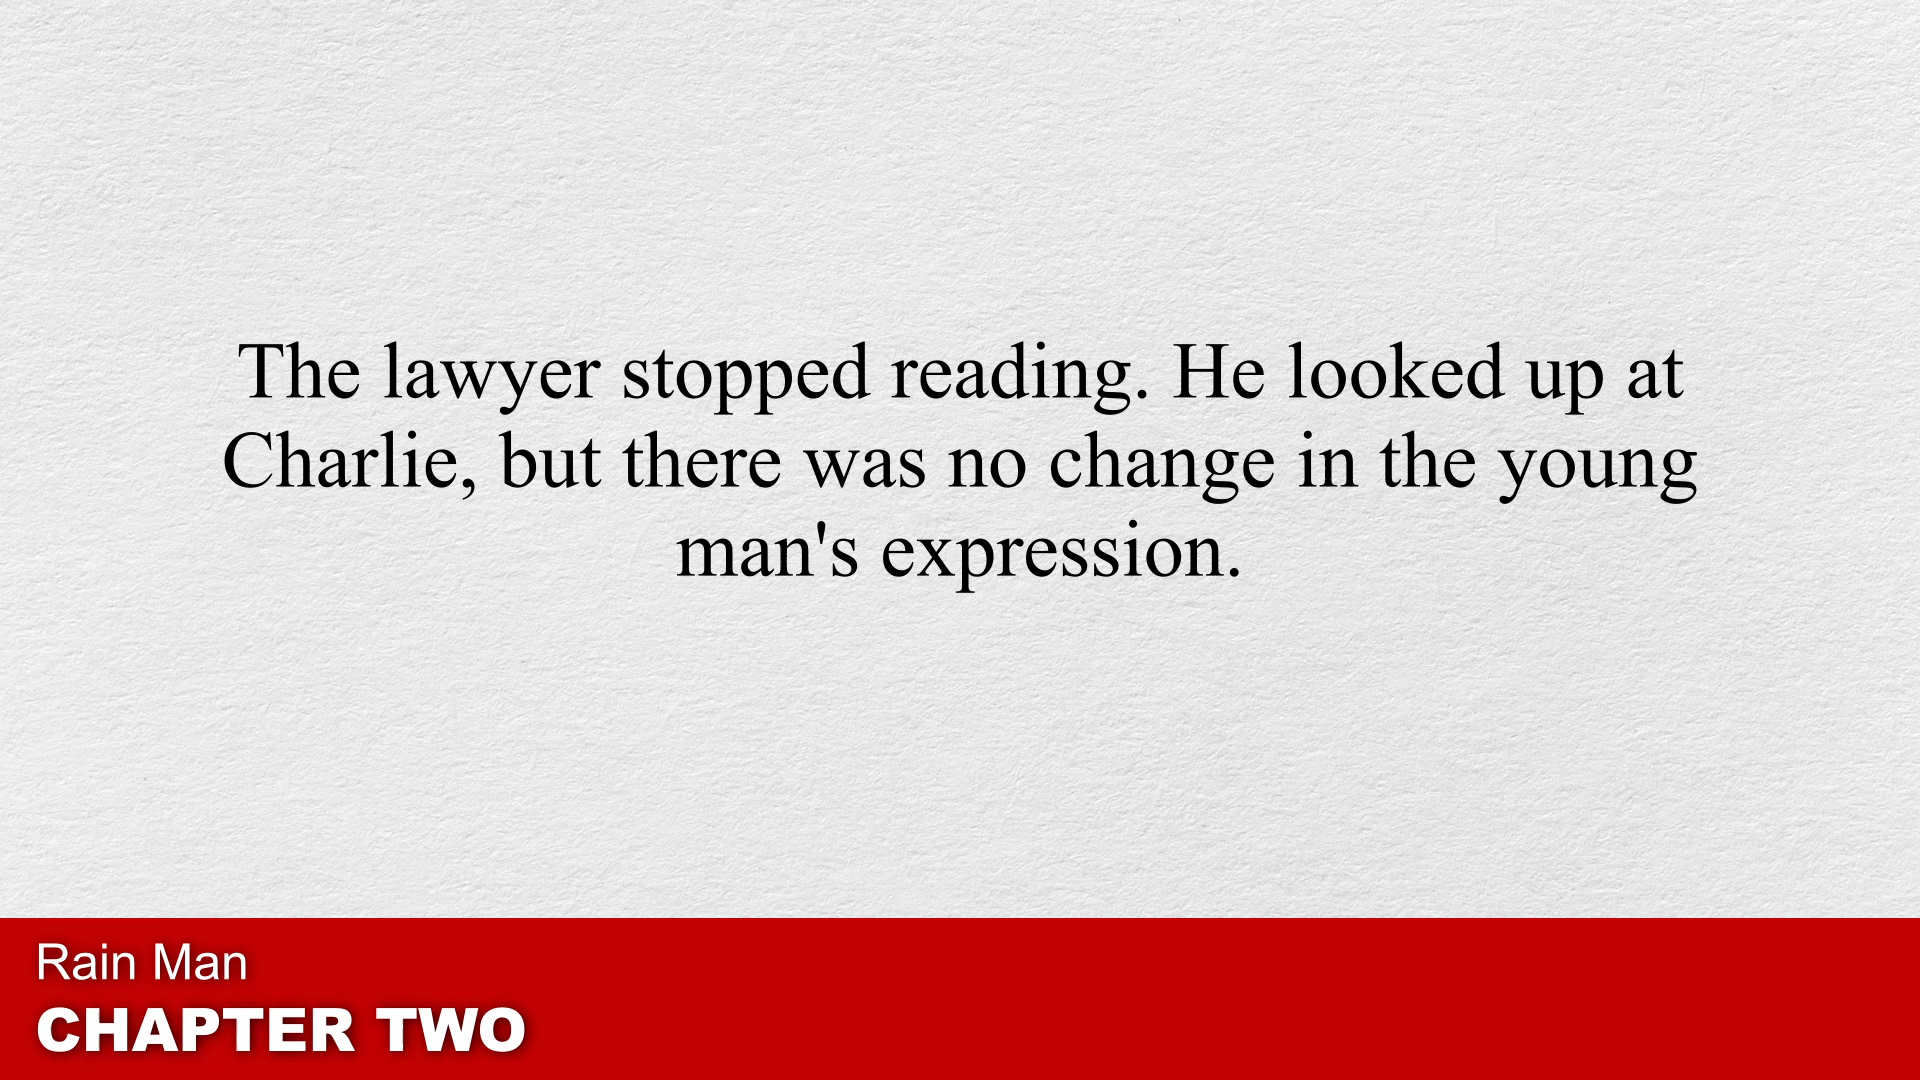 The lawyer stopped reading. He looked up at
Charlie, but there was no change in the young
man's expression.
Rain Man
CHAPTER TWO